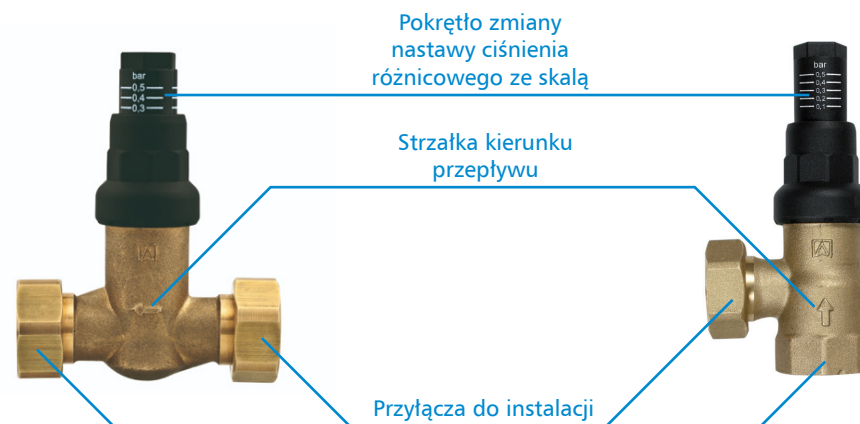 Pokrętło zmiany
nastawy ciśnienia
różnicowego ze skalą
bar
0,5
0,4
0,3
bar
0,5
0,4
0,3
0,2
0,1
Strzałka kierunku
przepływu
Przyłącza do instalacji